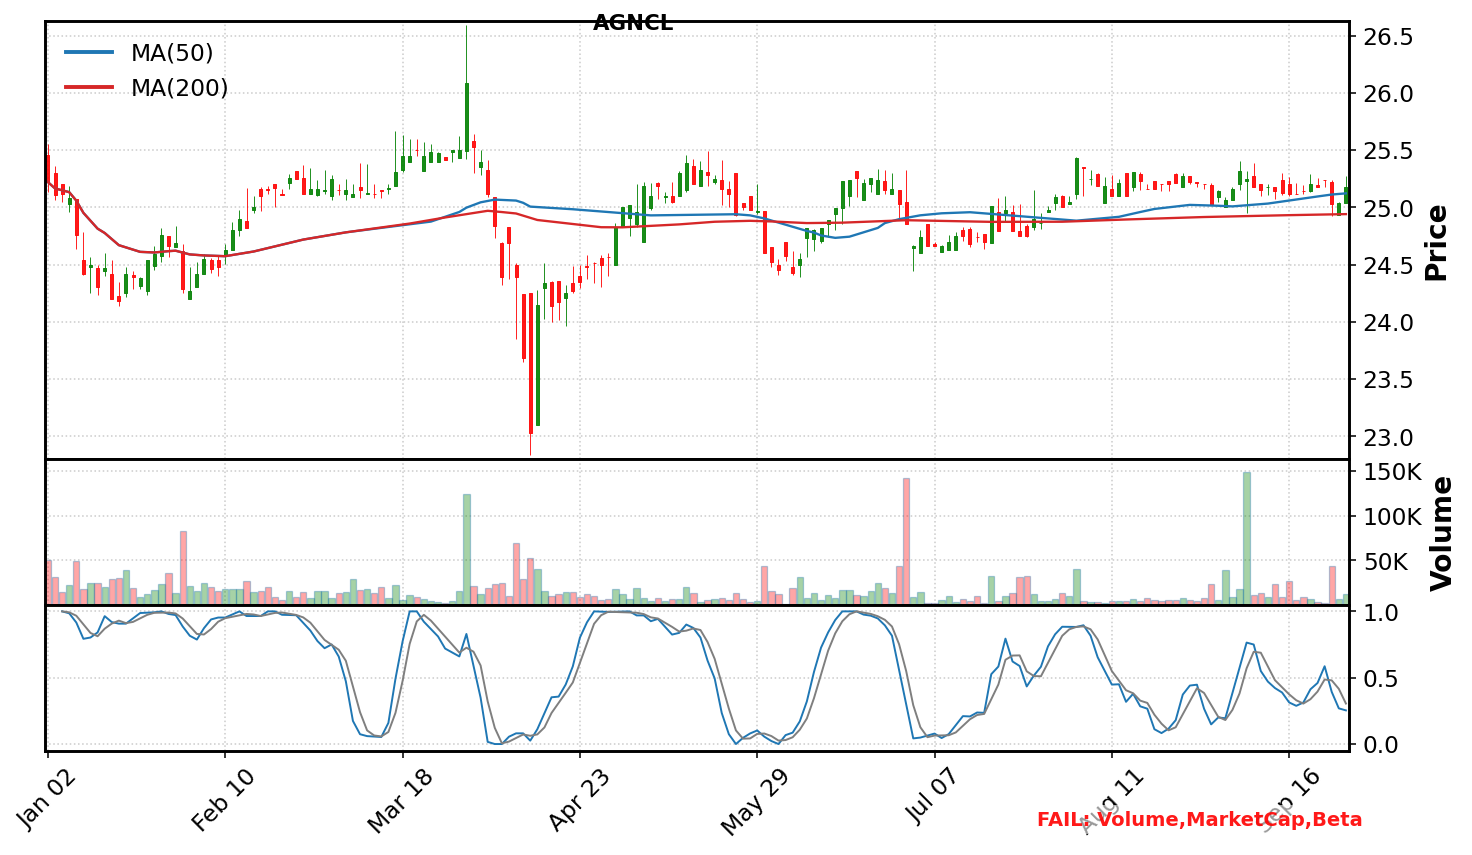 AGNCL
MA(50)
MA(200)
26.5
26.0
25.5
25.0
24.5
24.0
23.5
23.0
Price
150K
100K
50K
Volume
1.0
0.5
0.0
Jan 02
Feb 10
Mar 18
Apr 23
May 29
Jul 07
Aug 11
Sep 16
FAIL: Volume,MarketCap,Beta